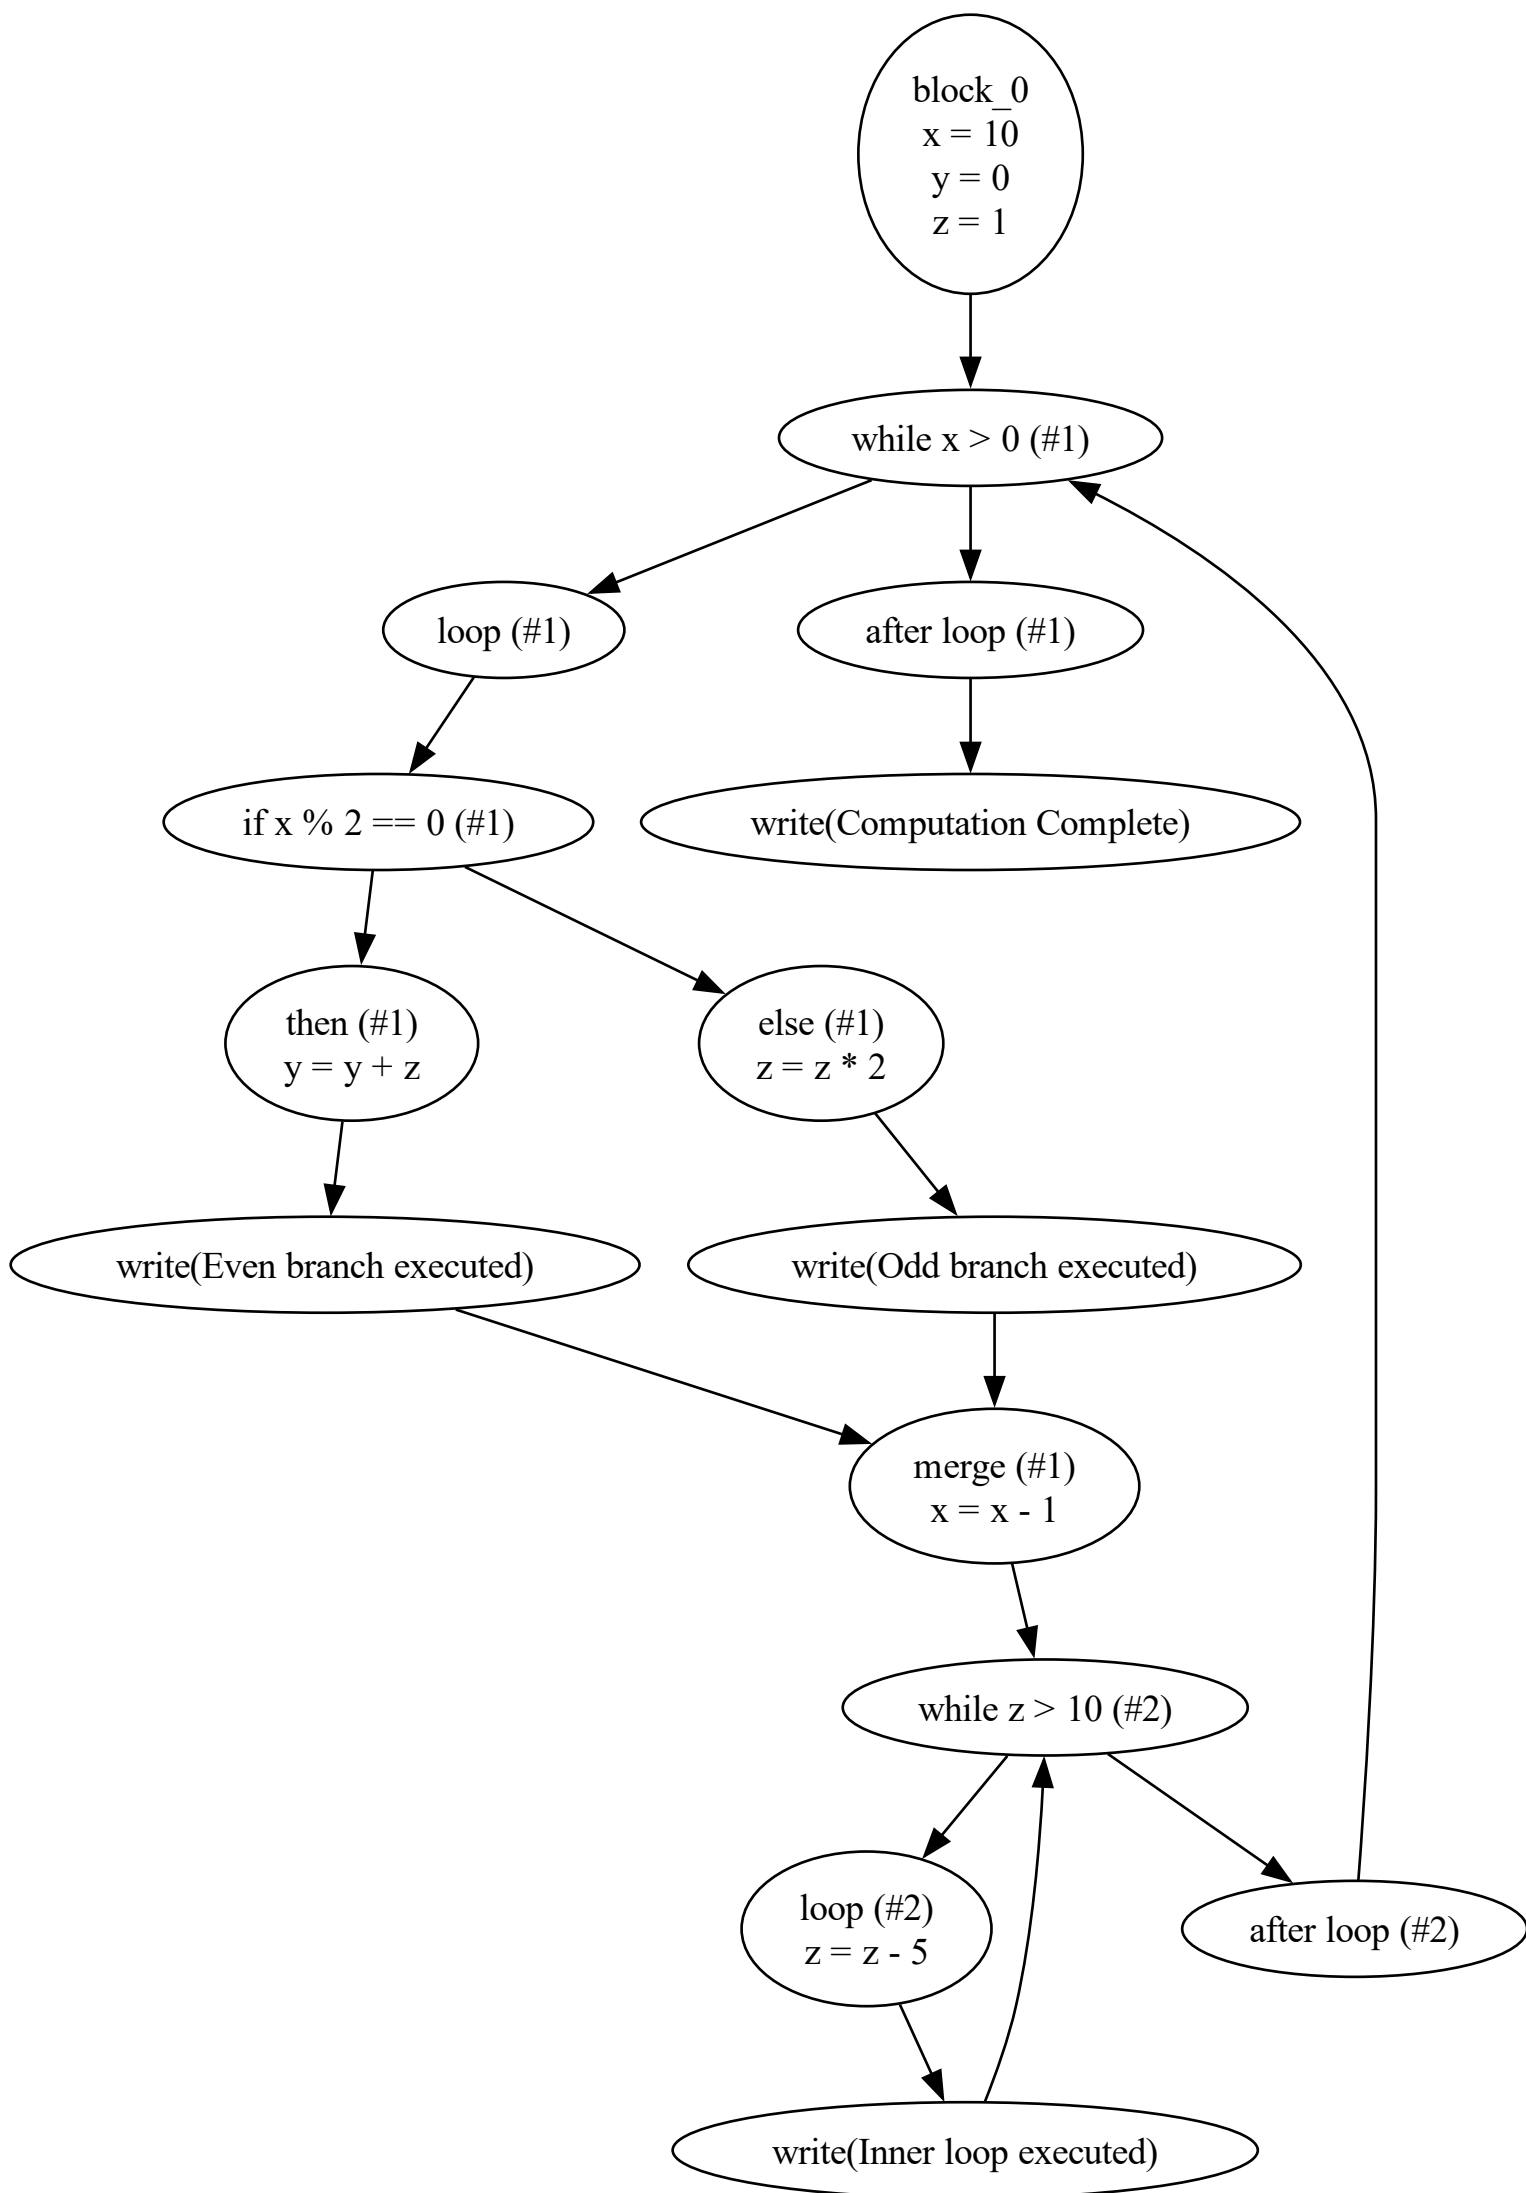 block_0
x = 10
y = 0
z = 1
while x > 0 (#1)
loop (#1)
after loop (#1)
if x % 2 == 0 (#1)
write(Computation Complete)
then (#1)
y = y + z
else (#1)
z = z * 2
write(Even branch executed)
write(Odd branch executed)
merge (#1)
x = x - 1
while z > 10 (#2)
loop (#2)
z = z - 5
after loop (#2)
write(Inner loop executed)